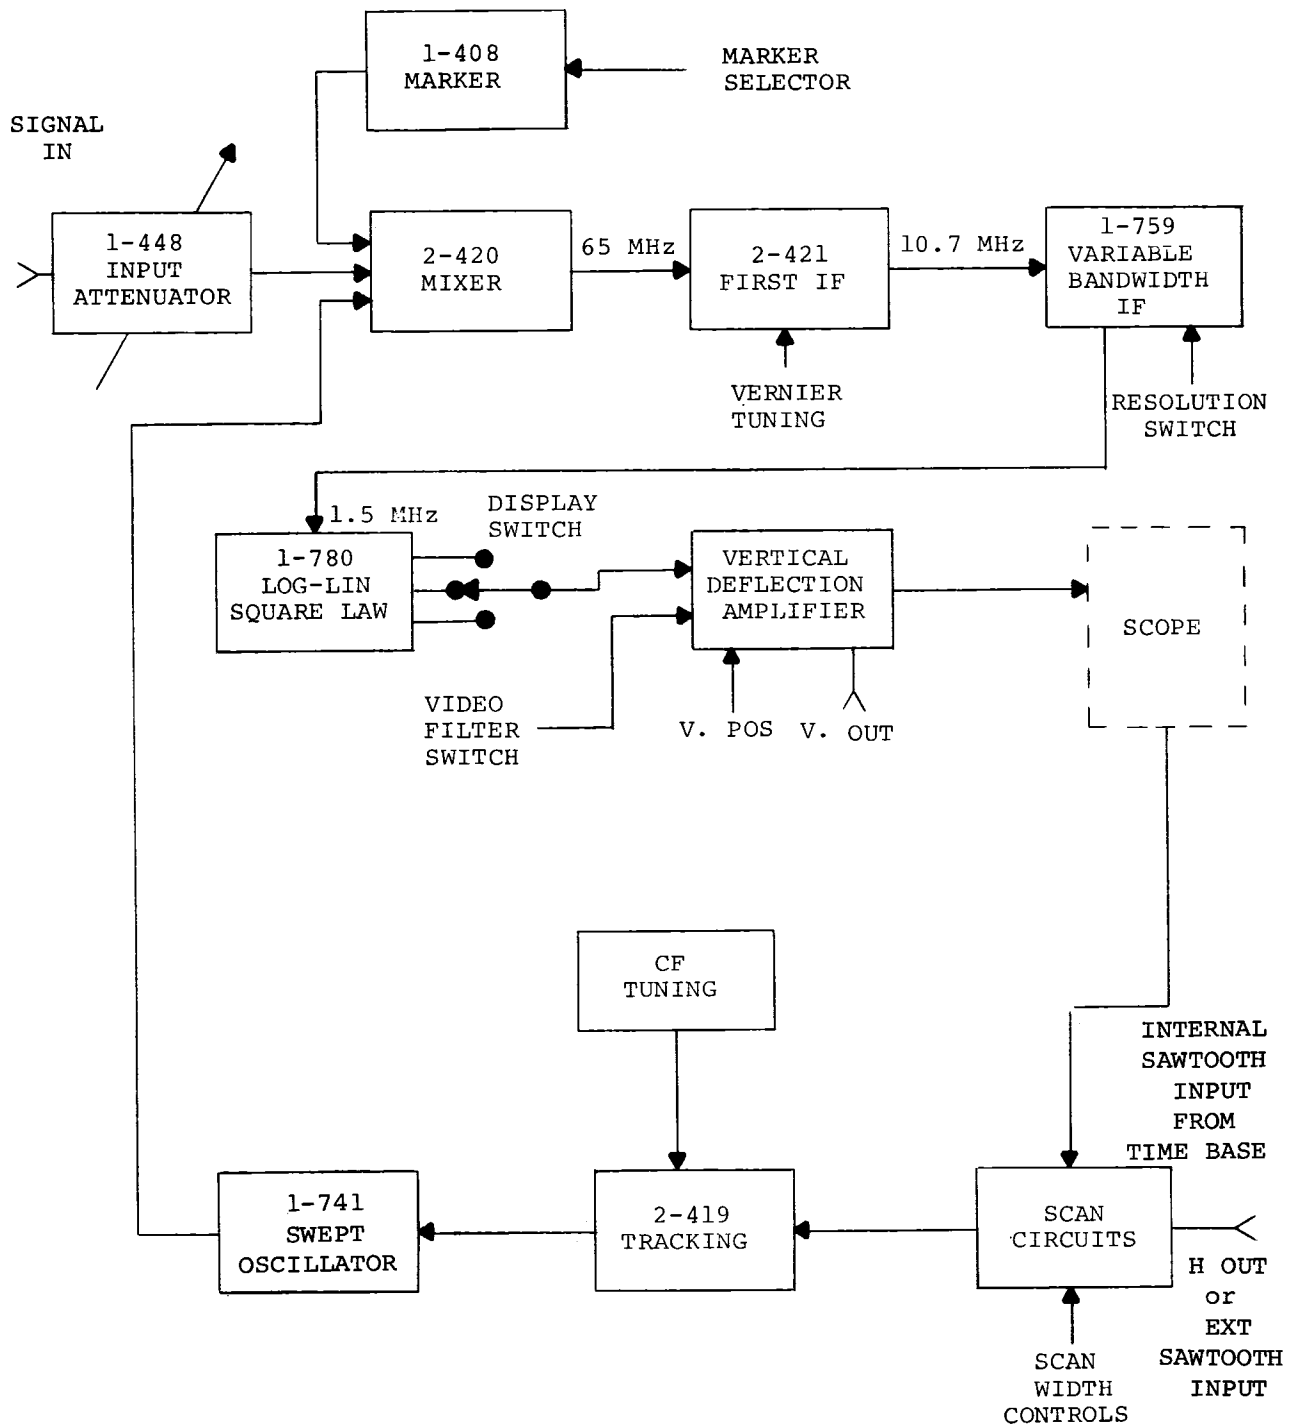 1-408
MARKER
MARKER
SELECTOR
SIGNAL
IN
1-448
INPUT
ATTENUATOR
2-420
MIXER
65 MHz
2-421
FIRST IF
10.7 MHz
1-759
VARIABLE
BANDWIDTH
IF
VERNIER
TUNING
RESOLUTION
SWITCH
1.5 MHz
DISPLAY
SWITCH
1-780
LOG-LIN
SQUARE LAW
VERTICAL
DEFLECTION
AMPLIFIER
SCOPE
VIDEO
FILTER
SWITCH
V. POS
V. OUT
CF
TUNING
INTERNAL
SAWTOOTH
INPUT
FROM
TIME BASE
1-741
SWEPT
OSCILLATOR
2-419
TRACKING
SCAN
CIRCUITS
H OUT
or
EXT
SAWTOOTH
INPUT
SCAN
WIDTH
CONTROLS